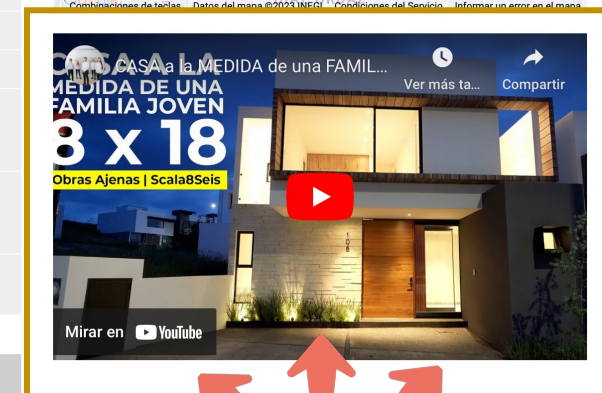 Combinaciones de teclas Datos del mapa ©2023 INEGI Condiciones del Servicio Informar un error en el mapa
CASA a la MEDIDA de una FAMIL...
Ver más ta...
Compartir
CASA A LA
MEDIDA DE UNA
FAMILIA JOVEN
8 x 18
Obras Ajenas | Scala8Seis
108
Mirar en YouTube